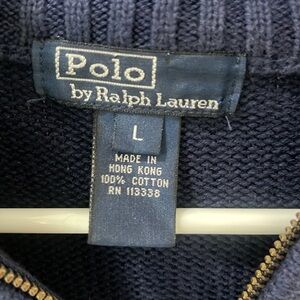 Polo
by Ralph Lauren
L
MADE IN
HONG KONG
100% COTTON
RN 113338